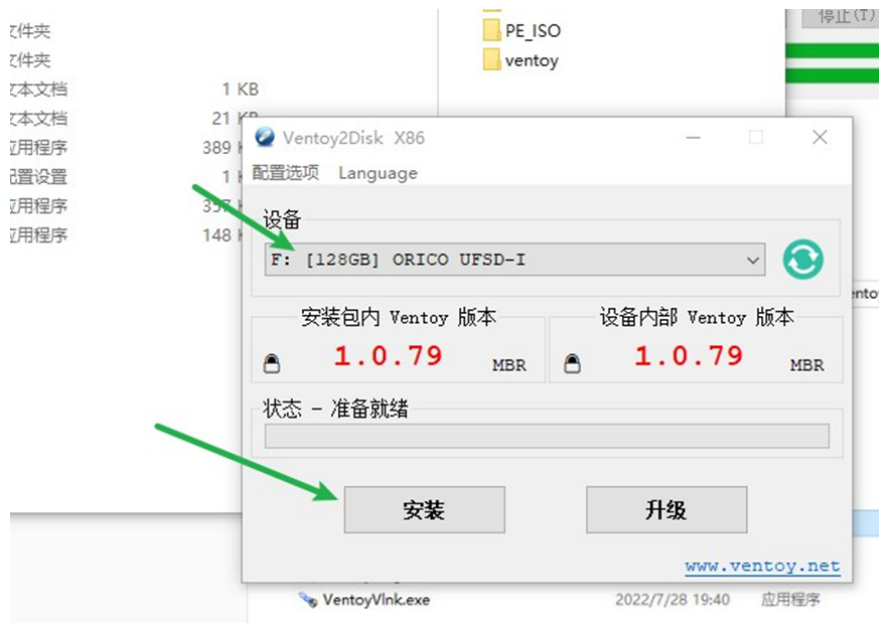 文件夹
文件夹
文本文档 1 KB
文本文档 21 KB
应用程序 389
配置设置 1
应用程序 357
应用程序 148
PE_ISO
ventoy
停止(T)
Ventoy2Disk X86
配置选项 Language
设备
F: [128GB] ORICO UFSD-I
安装包内 Ventoy 版本
1.0.79 MBR
设备内部 Ventoy 版本
1.0.79 MBR
状态 - 准备就绪
安装
升级
www.ventoy.net
VentoyVlnk.exe 2022/7/28 19:40 应用程序